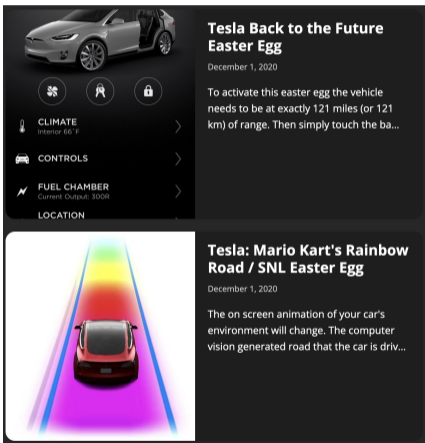 Tesla Back to the Future
Easter Egg
December 1, 2020
To activate this easter egg the vehicle
needs to be at exactly 121 miles (or 121
km) of range. Then simply touch the ba...
CLIMATE
Interior 66°F
CONTROLS
FUEL CHAMBER
Current Output: 300R
LOCATION
Tesla: Mario Kart's Rainbow
Road / SNL Easter Egg
December 1, 2020
The on screen animation of your car's
environment will change. The computer
vision generated road that the car is driv...